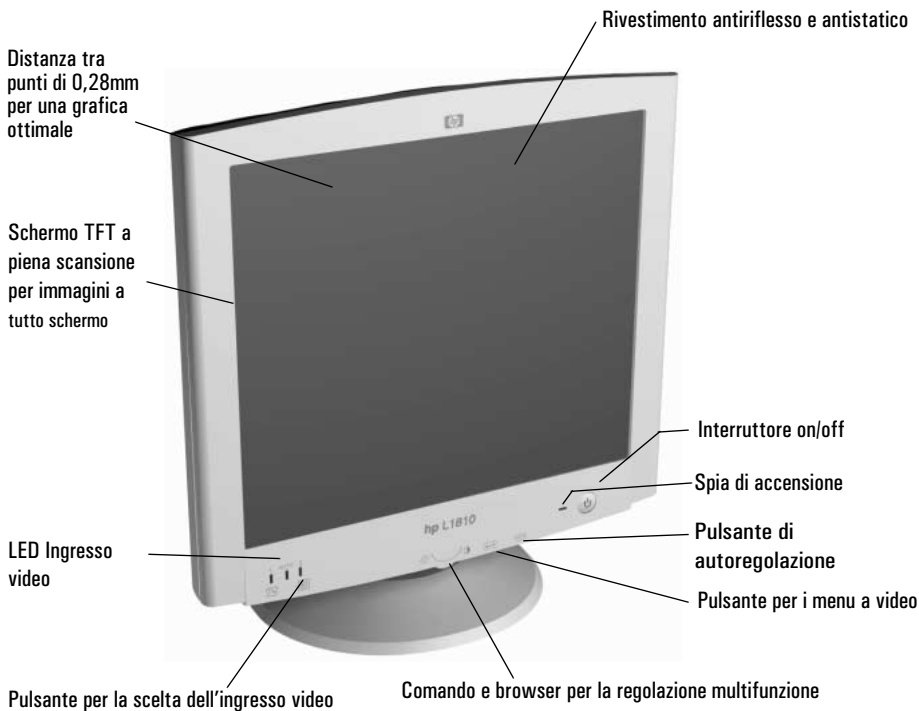 Rivestimento antiriflesso e antistatico
Distanza tra
punti di 0,28mm
per una grafica
ottimale
Schermo TFT a
piena scansione
per immagini a
tutto schermo
Interruttore on/off
Spia di accensione
hp L1810
LED Ingresso
video
Pulsante di
autoregolazione
Pulsante per i menu a video
Pulsante per la scelta dell'ingresso video
Comando e browser per la regolazione multifunzione